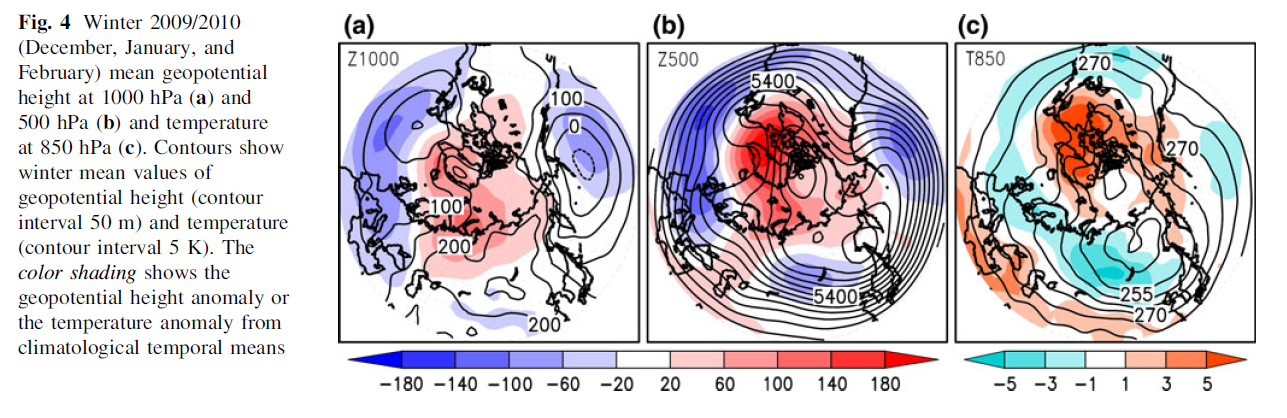 Fig. 4 Winter 2009/2010
(December, January, and
February) mean geopotential
height at 1000 hPa (a) and
500 hPa (b) and temperature
at 850 hPa (c). Contours show
winter mean values of
geopotential height (contour
interval 50 m) and temperature
(contour interval 5 K). The
color shading shows the
geopotential height anomaly or
the temperature anomaly from
climatological temporal means
(a)
Z1000
100
0
100
200
200
(b)
Z500
5400
5400
(c)
T850
270
270
255
270
−180 −140 −100 −60 −20 20 60 100 140 180
−5 −3 −1 1 3 5